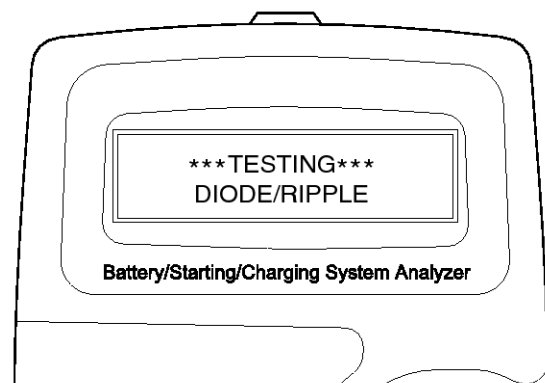 ***TESTING***
DIODE/RIPPLE
Battery/Starting/Charging System Analyzer